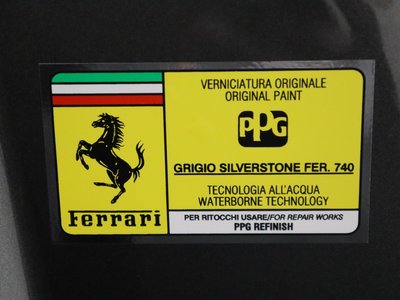 VERNICIATURA ORIGINALE
ORIGINAL PAINT
PPG
GRIGIO SILVERSTONE FER. 740
TECNOLOGIA ALL'ACQUA
WATERBORNE TECHNOLOGY
Ferrari
PER RITOCCHI USARE/FOR REPAIR WORKS
PPG REFINISH